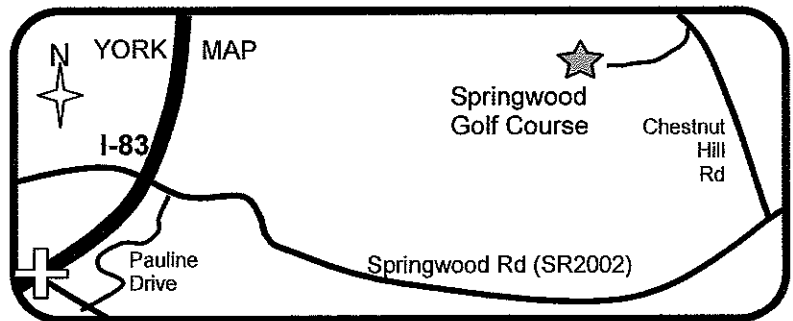 N
YORK MAP
I-83
Springwood
Golf Course
Chestnut
Hill
Rd
Pauline
Drive
Springwood Rd (SR2002)